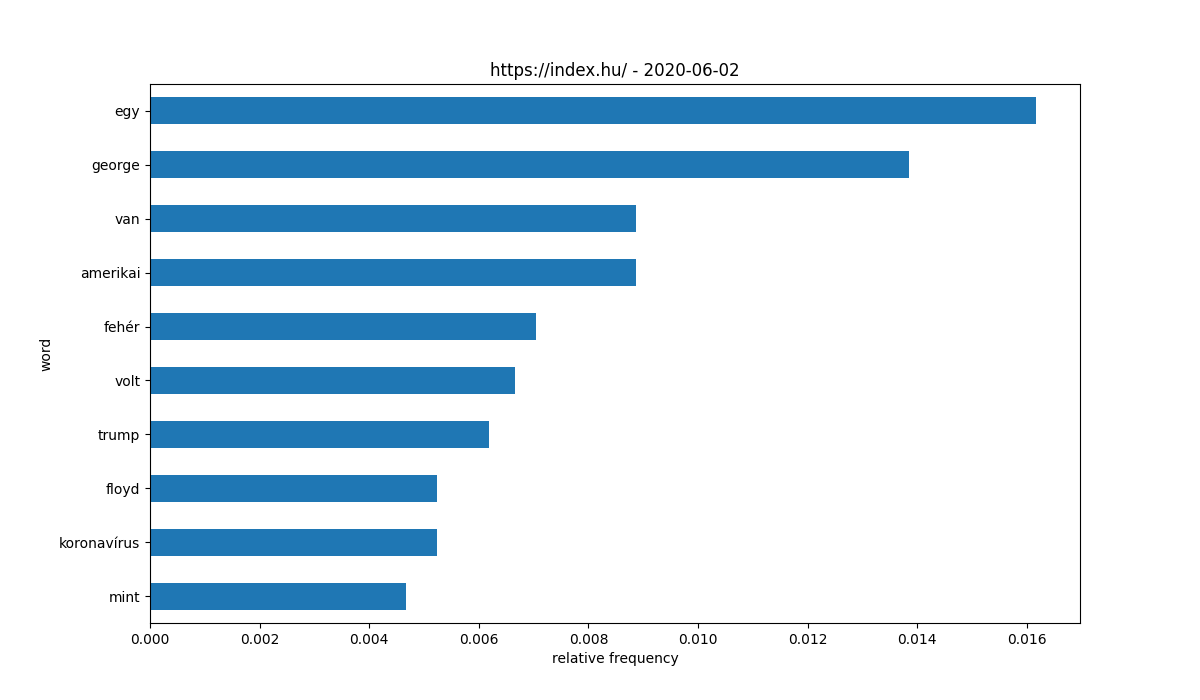 https://index.hu/ - 2020-06-02
egy
george
van
amerikai
fehér
volt
trump
floyd
koronavírus
mint
word
0.000 0.002 0.004 0.006 0.008 0.010 0.012 0.014 0.016
relative frequency